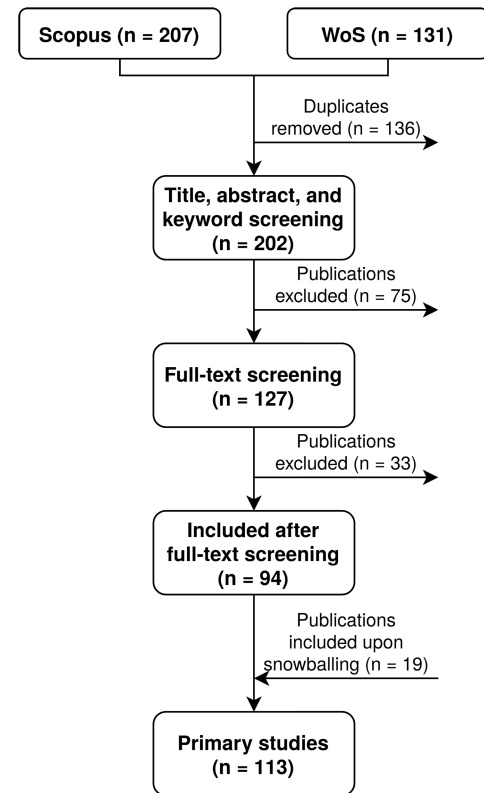 Scopus (n = 207)
WoS (n = 131)
Duplicates
removed (n = 136)
Title, abstract, and
keyword screening
(n = 202)
Publications
excluded (n = 75)
Full-text screening
(n = 127)
Publications
excluded (n = 33)
Included after
full-text screening
(n = 94)
Publications
included upon
snowballing (n = 19)
Primary studies
(n = 113)